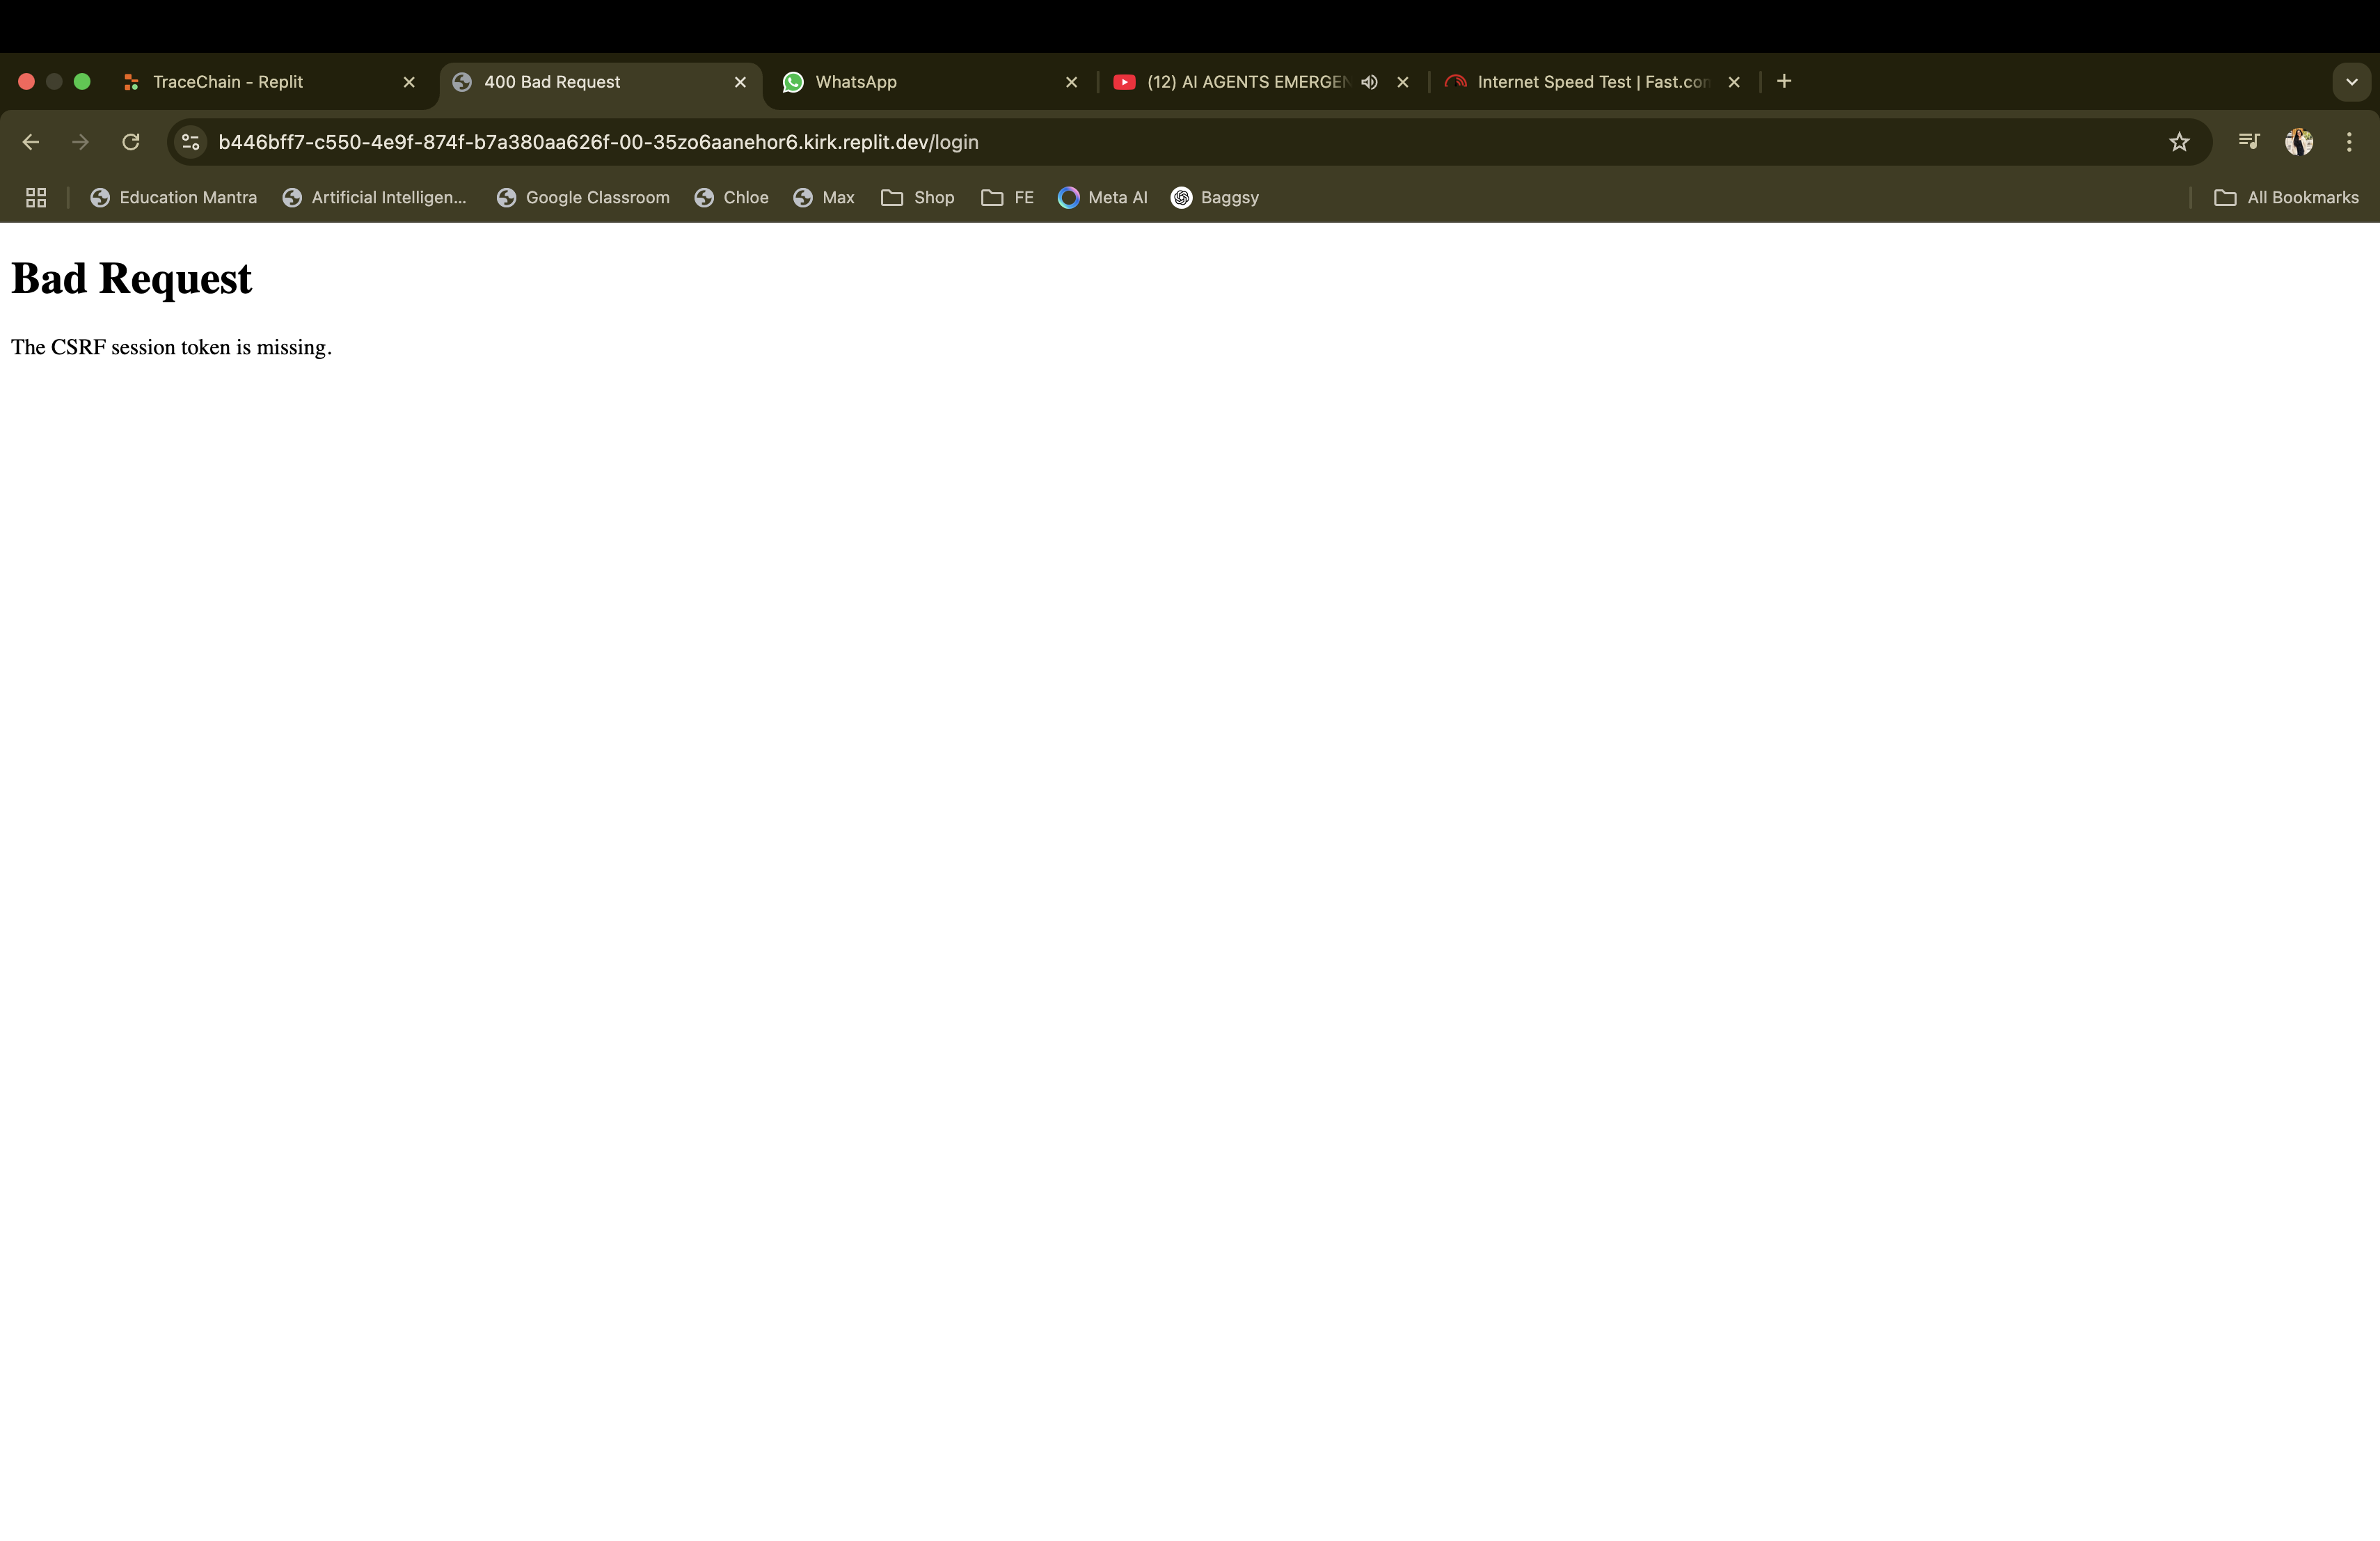 TraceChain - Replit
400 Bad Request
WhatsApp
(12) AI AGENTS EMERGEN
Internet Speed Test | Fast.com
b446bff7-c550-4e9f-874f-b7a380aa626f-00-35zo6aanehor6.kirk.replit.dev/login
Education Mantra
Artificial Intelligen...
Google Classroom
Chloe
Max
Shop
FE
Meta AI
Baggsy
All Bookmarks
Bad Request
The CSRF session token is missing.